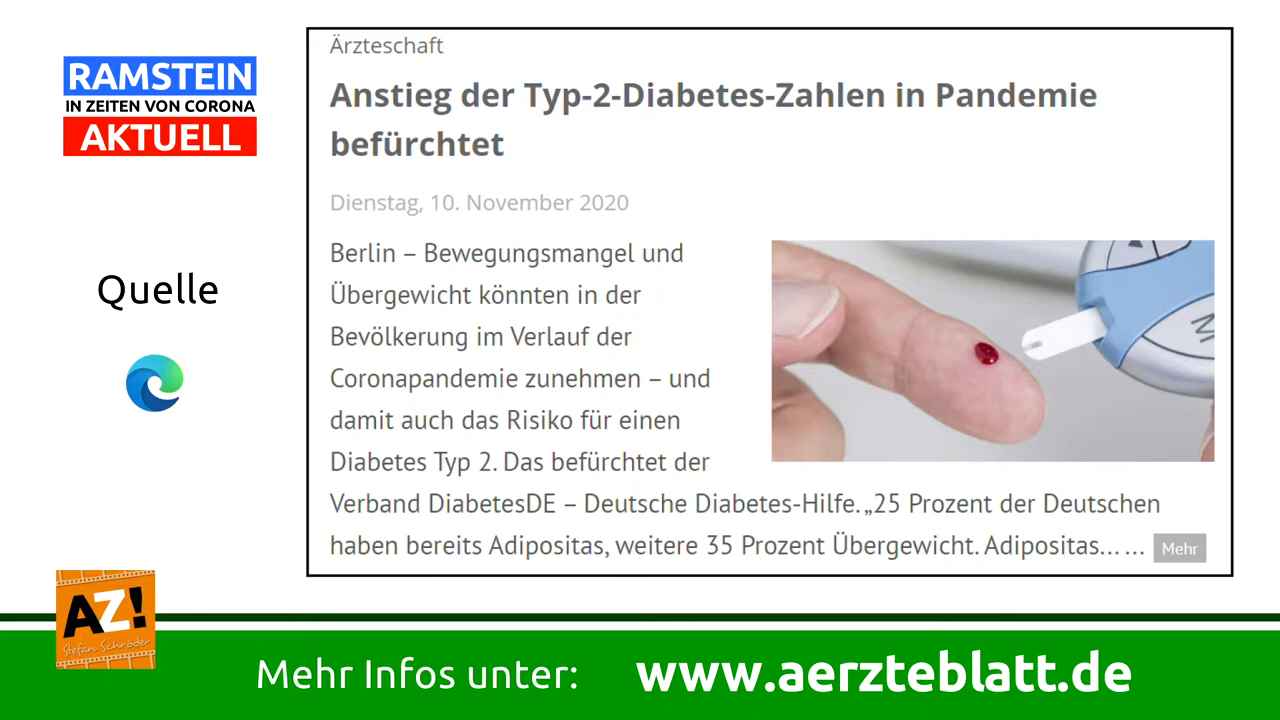 RAMSTEIN
IN ZEITEN VON CORONA
AKTUELL
Quelle
Ärzteschaft
Anstieg der Typ-2-Diabetes-Zahlen in Pandemie
befürchtet
Dienstag, 10. November 2020
Berlin – Bewegungsmangel und
Übergewicht könnten in der
Bevölkerung im Verlauf der
Coronapandemie zunehmen – und
damit auch das Risiko für einen
Diabetes Typ 2. Das befürchtet der
Verband DiabetesDE – Deutsche Diabetes-Hilfe. „25 Prozent der Deutschen
haben bereits Adipositas, weitere 35 Prozent Übergewicht. Adipositas... ... Mehr
M
AZ!
Stefan Schröder
Mehr Infos unter: www.aerzteblatt.de